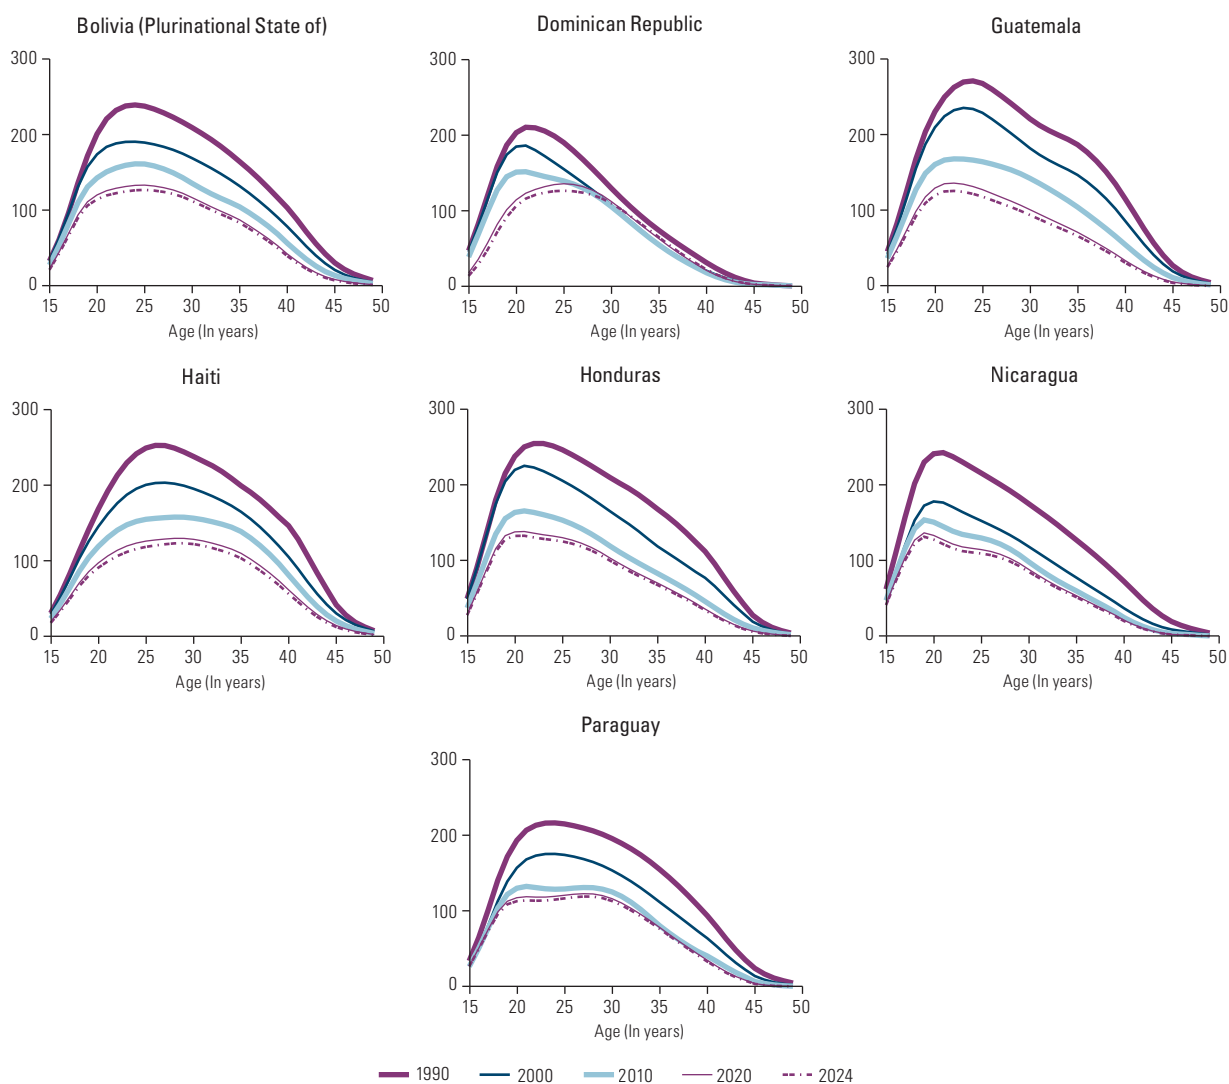 Bolivia (Plurinational State of)
300
200
100
0
15 20 25 30 35 40 45 50
Age (In years)
Dominican Republic
300
200
100
0
15 20 25 30 35 40 45 50
Age (In years)
Guatemala
300
200
100
0
15 20 25 30 35 40 45 50
Age (In years)
Haiti
300
200
100
0
15 20 25 30 35 40 45 50
Age (In years)
Honduras
300
200
100
0
15 20 25 30 35 40 45 50
Age (In years)
Nicaragua
300
200
100
0
15 20 25 30 35 40 45 50
Age (In years)
Paraguay
300
200
100
0
15 20 25 30 35 40 45 50
Age (In years)
1990 2000 2010 2020 2024